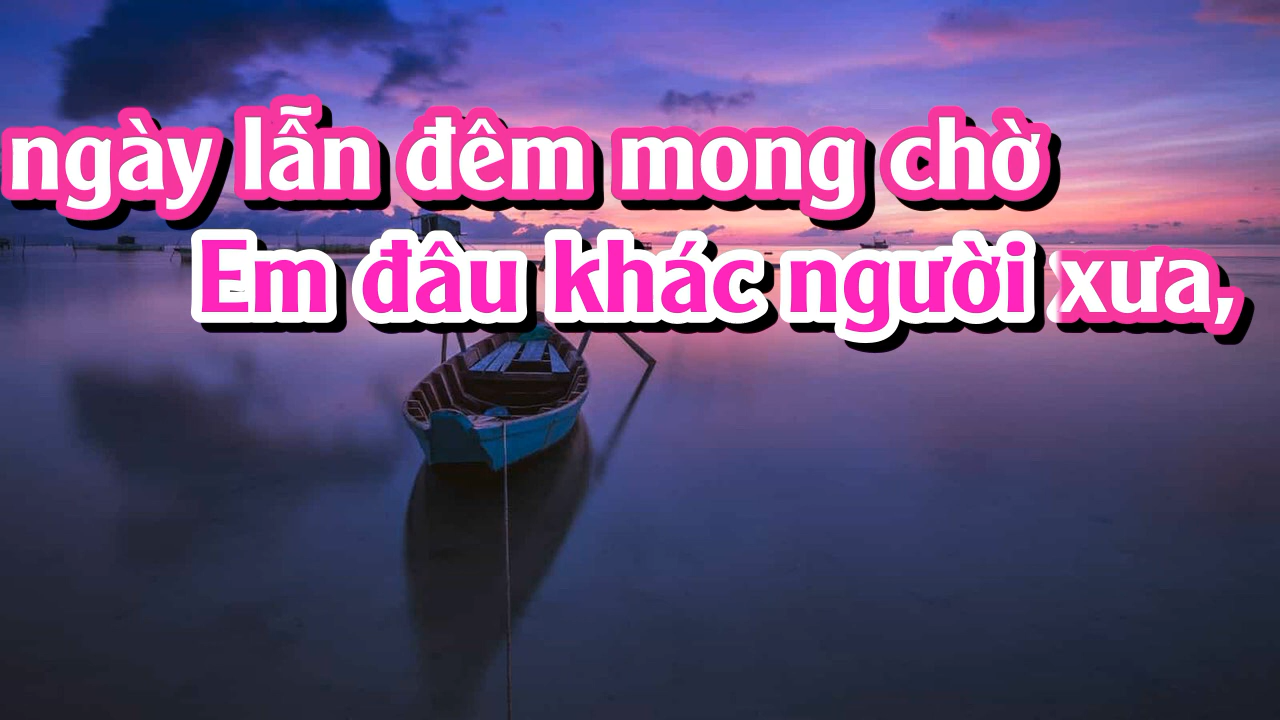 ngày lẫn đêm mong chờ
Em đâu khác người xưa,